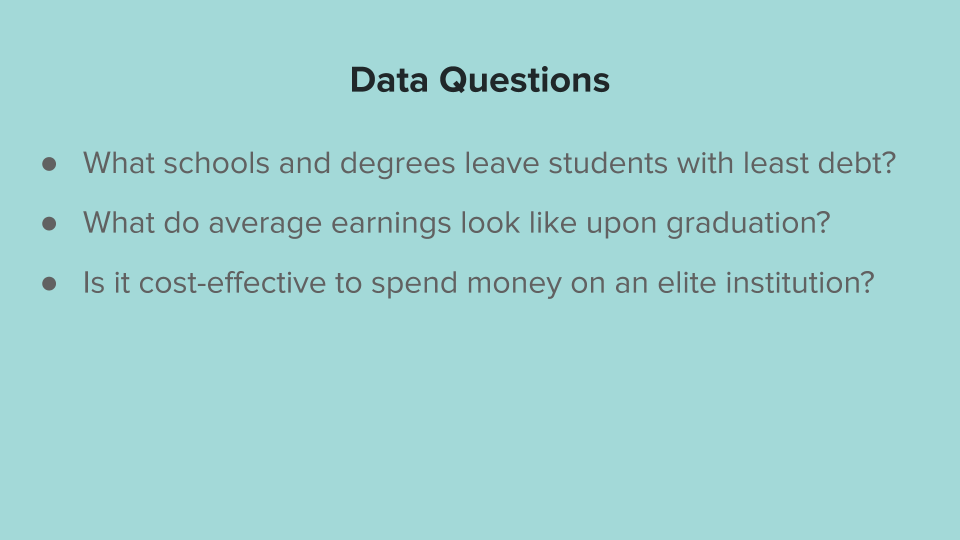 Data Questions
● What schools and degrees leave students with least debt?
● What do average earnings look like upon graduation?
● Is it cost-effective to spend money on an elite institution?